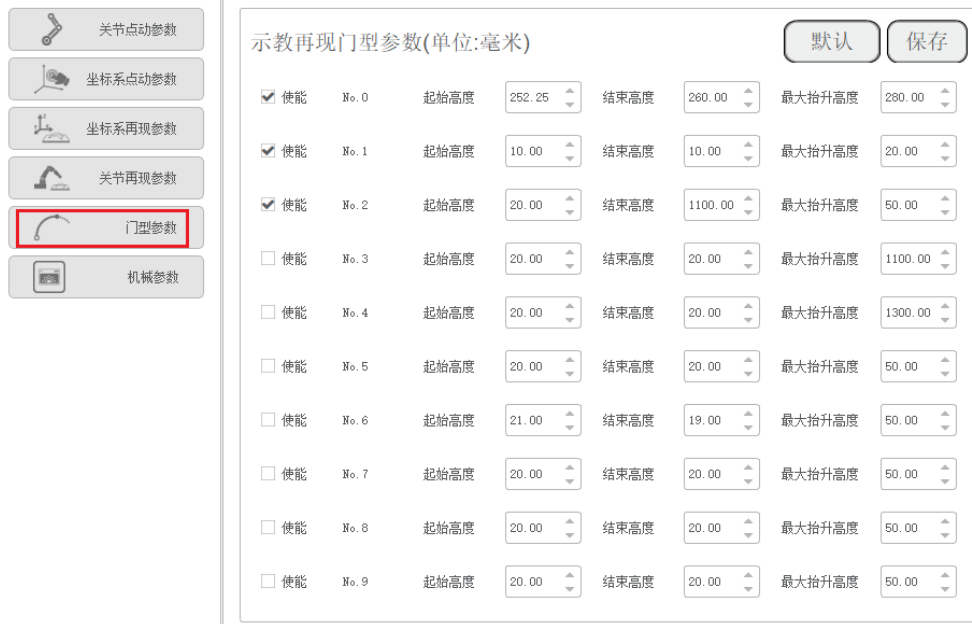 关节点动参数
坐标系点动参数
坐标系再现参数
关节再现参数
门型参数
机械参数
示教再现门型参数(单位:毫米) 默认 保存
使能 No.0 起始高度 252.25 结束高度 260.00 最大抬升高度 280.00
使能 No.1 起始高度 10.00 结束高度 10.00 最大抬升高度 20.00
使能 No.2 起始高度 20.00 结束高度 1100.00 最大抬升高度 50.00
使能 No.3 起始高度 20.00 结束高度 20.00 最大抬升高度 1100.00
使能 No.4 起始高度 20.00 结束高度 20.00 最大抬升高度 1300.00
使能 No.5 起始高度 20.00 结束高度 20.00 最大抬升高度 50.00
使能 No.6 起始高度 21.00 结束高度 19.00 最大抬升高度 50.00
使能 No.7 起始高度 20.00 结束高度 20.00 最大抬升高度 50.00
使能 No.8 起始高度 20.00 结束高度 20.00 最大抬升高度 50.00
使能 No.9 起始高度 20.00 结束高度 20.00 最大抬升高度 50.00